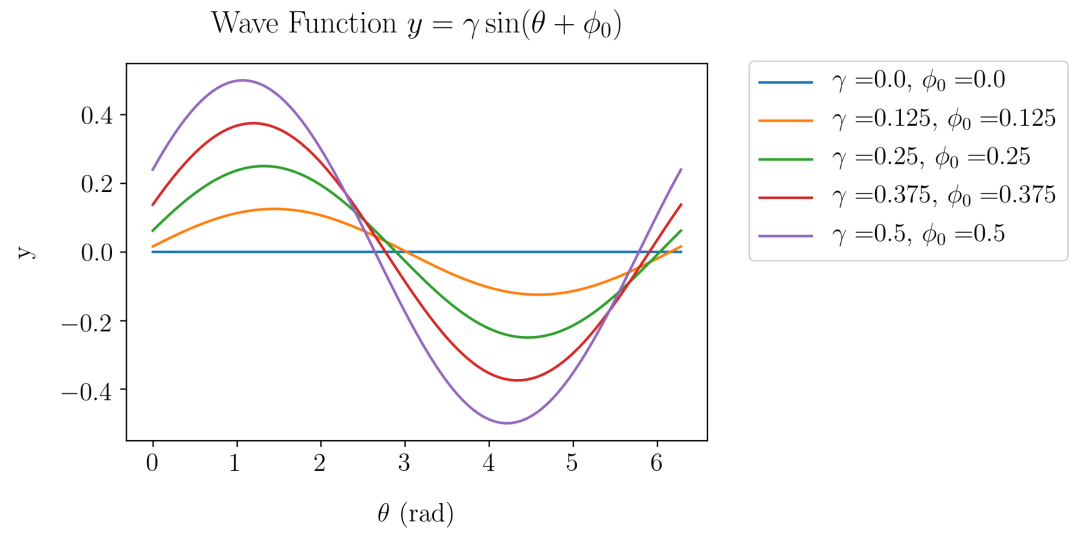 Wave Function y = γ sin(θ + ϕ₀)
γ =0.0, ϕ₀ =0.0
γ =0.125, ϕ₀ =0.125
γ =0.25, ϕ₀ =0.25
γ =0.375, ϕ₀ =0.375
γ =0.5, ϕ₀ =0.5
y
0.4
0.2
0.0
−0.2
−0.4
0 1 2 3 4 5 6
θ (rad)